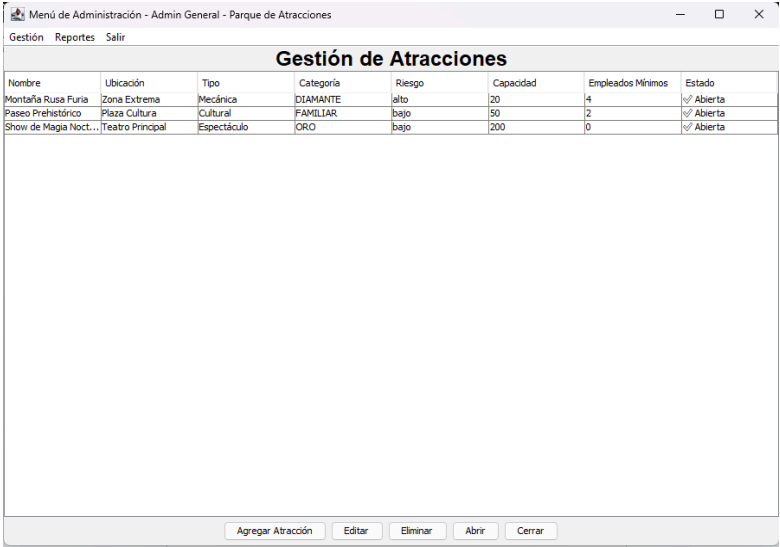 Menú de Administración - Admin General - Parque de Atracciones
Gestión Reportes Salir
Gestión de Atracciones
Nombre Ubicación Tipo Categoría Riesgo Capacidad Empleados Mínimos Estado
Montaña Rusa Furia Zona Extrema Mecánica DIAMANTE alto 20 4 ✓ Abierta
Paseo Prehistórico Plaza Cultura Cultural FAMILIAR bajo 50 2 ✓ Abierta
Show de Magia Noct... Teatro Principal Espectáculo ORO bajo 200 0 ✓ Abierta
Agregar Atracción Editar Eliminar Abrir Cerrar